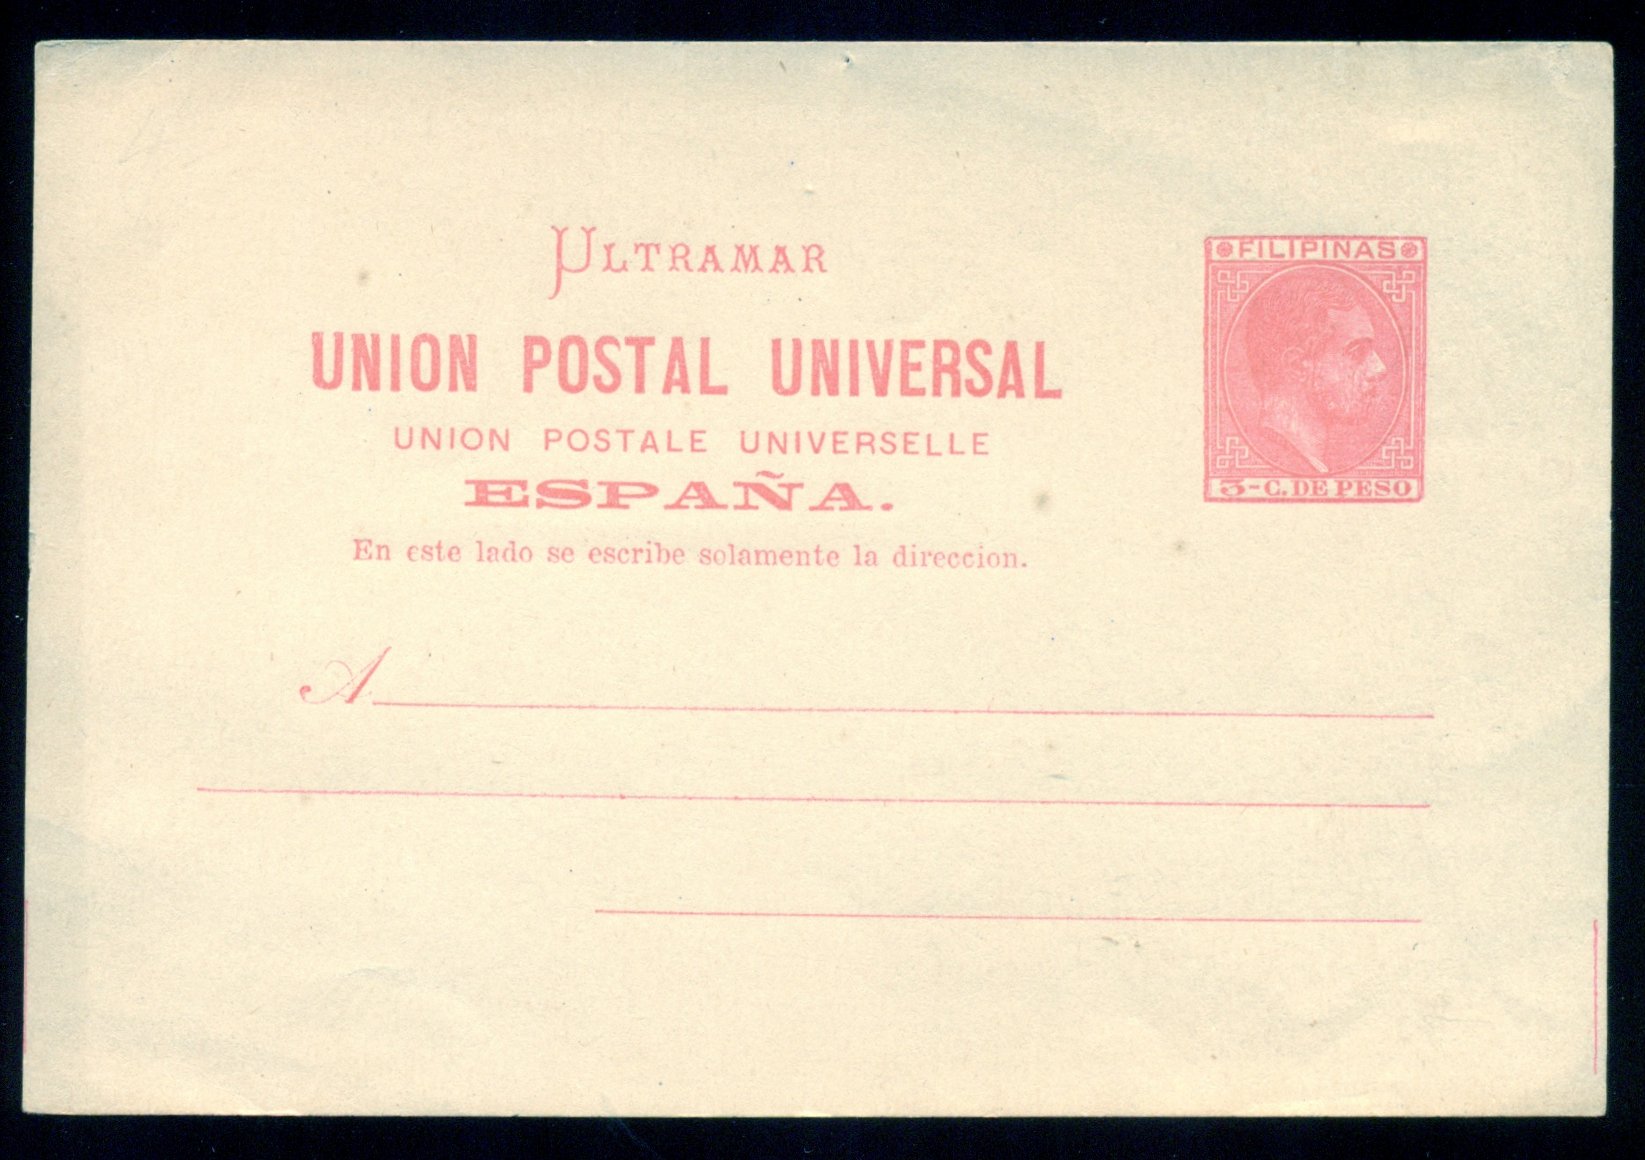 ULTRAMAR
FILIPINAS
UNION POSTAL UNIVERSAL
UNION POSTALE UNIVERSELLE
ESPAÑA.
3-C. DE PESO
En este lado se escribe solamente la direccion.
A